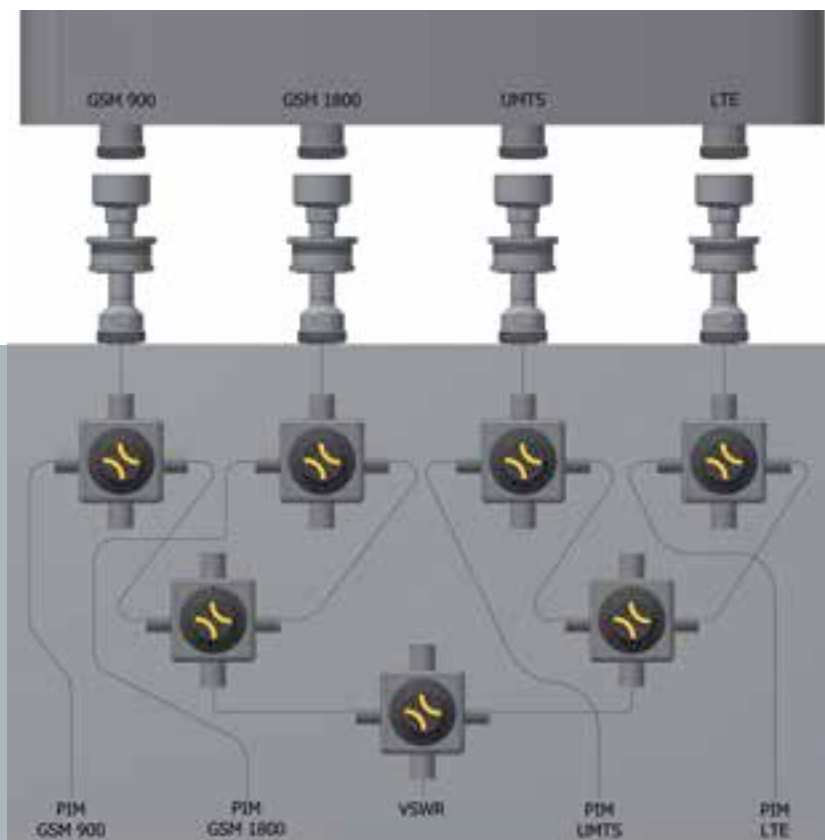 GSM 900
GSM 1800
UMTS
LTE
PIM
GSM 900
PIM
GSM 1800
VSWR
PIM
UMTS
PIM
LTE